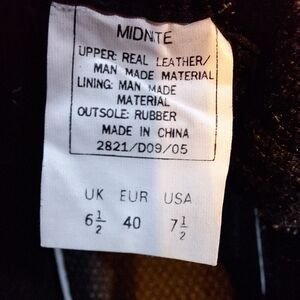 MIDNTE
UPPER: REAL LEATHER/
MAN MADE MATERIAL
LINING: MAN MADE
MATERIAL
OUTSOLE: RUBBER
MADE IN CHINA
2821/D09/05
UK EUR USA
6½ 40 7½